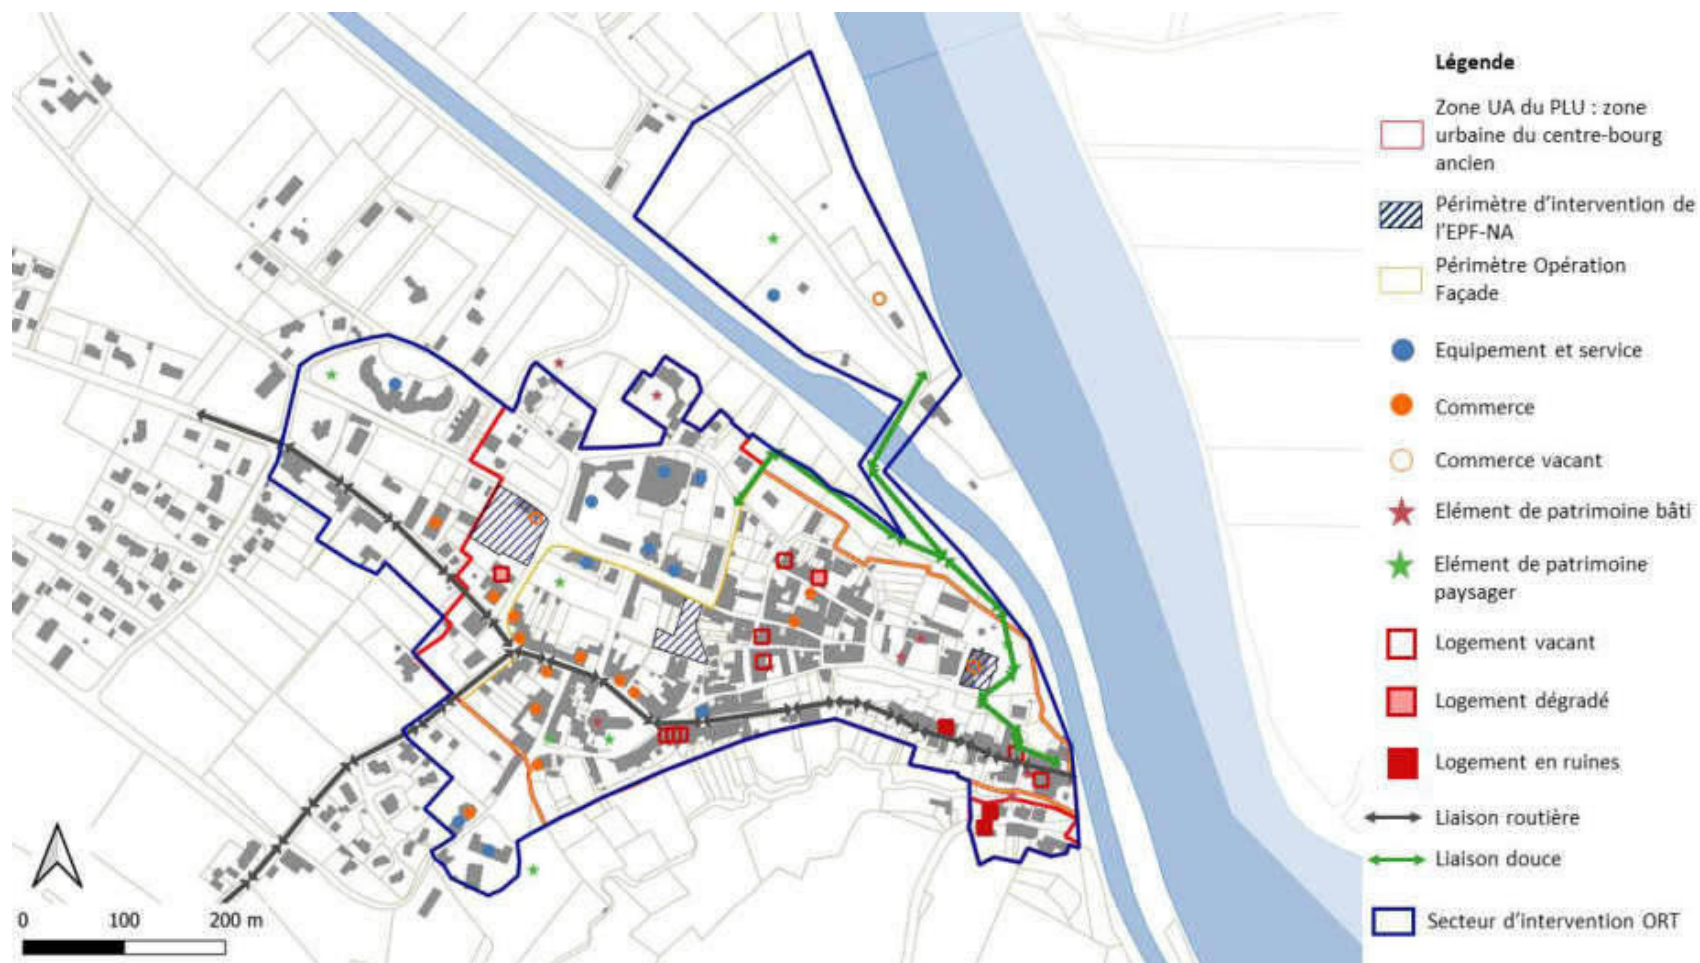 Légende
Zone UA du PLU : zone
urbaine du centre-bourg
ancien
Périmètre d'intervention de
l'EPF-NA
Périmètre Opération
Façade
Equipement et service
Commerce
Commerce vacant
Elément de patrimoine bâti
Elément de patrimoine
paysager
Logement vacant
Logement dégradé
Logement en ruines
Liaison routière
Liaison douce
Secteur d'intervention ORT
0 100 200 m